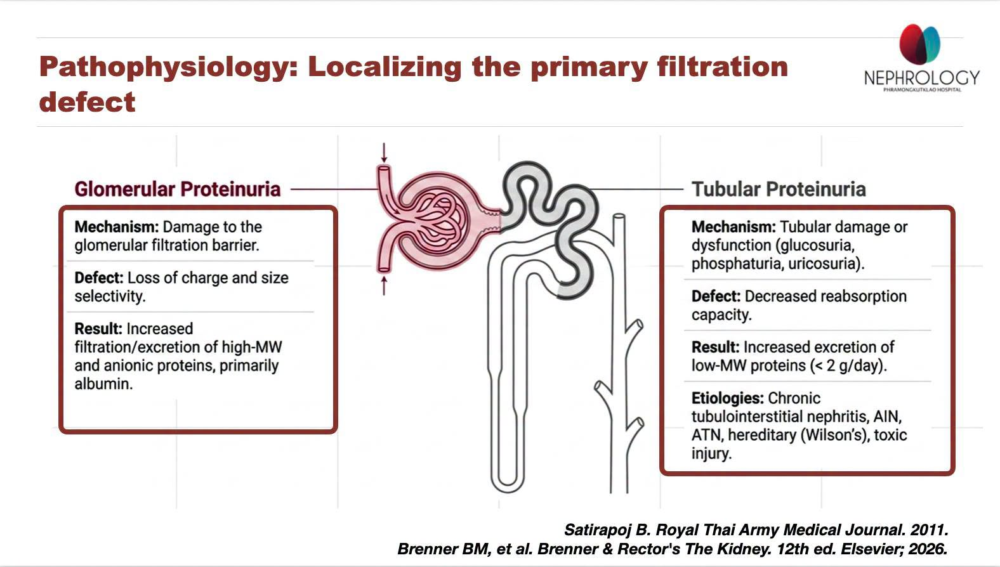 Pathophysiology: Localizing the primary filtration
defect
NEPHROLOGY
PHRAMONGKUTKLAO HOSPITAL
Glomerular Proteinuria
Mechanism: Damage to the
glomerular filtration barrier.
Defect: Loss of charge and size
selectivity.
Result: Increased
filtration/excretion of high-MW
and anionic proteins, primarily
albumin.
Tubular Proteinuria
Mechanism: Tubular damage or
dysfunction (glucosuria,
phosphaturia, uricosuria).
Defect: Decreased reabsorption
capacity.
Result: Increased excretion of
low-MW proteins (< 2 g/day).
Etiologies: Chronic
tubulointerstitial nephritis, AIN,
ATN, hereditary (Wilson’s), toxic
injury.
Satirapoj B. Royal Thai Army Medical Journal. 2011.
Brenner BM, et al. Brenner & Rector's The Kidney. 12th ed. Elsevier; 2026.